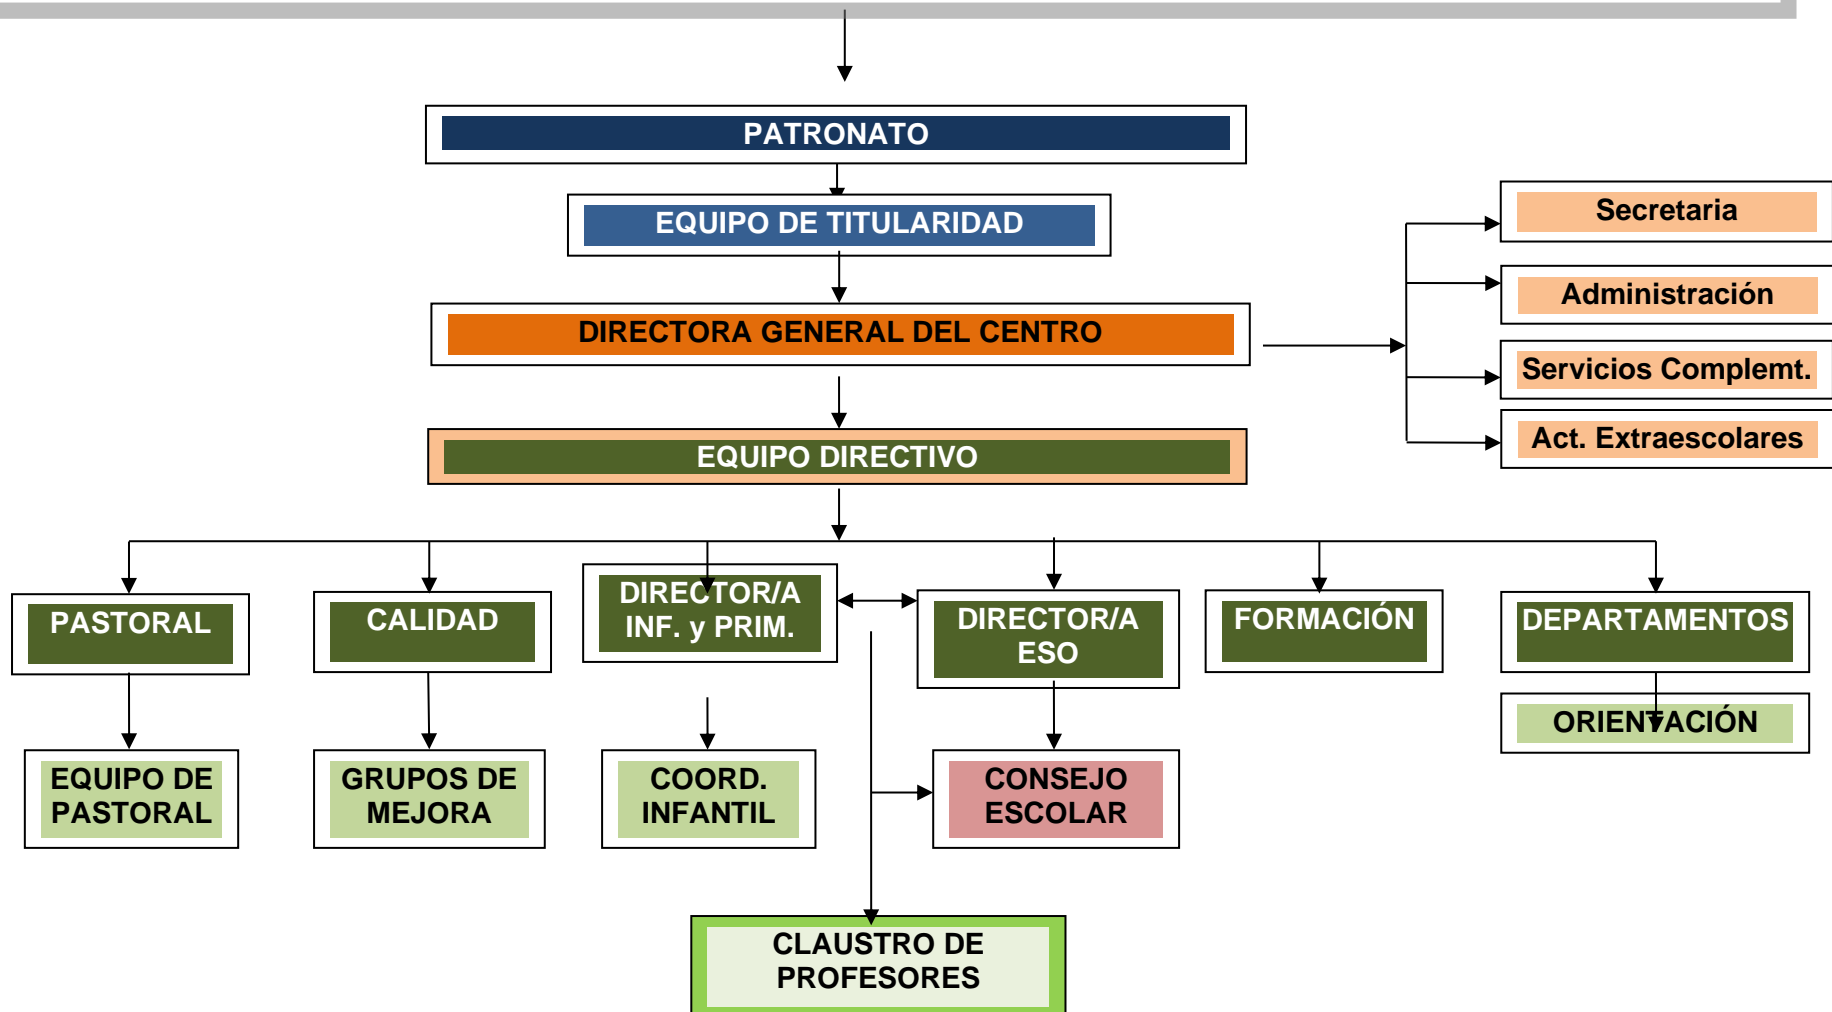 PATRONATO
EQUIPO DE TITULARIDAD
Secretaria
Administración
DIRECTORA GENERAL DEL CENTRO
Servicios Complemt.
Act. Extraescolares
EQUIPO DIRECTIVO
PASTORAL
CALIDAD
DIRECTOR/A
INF. y PRIM.
DIRECTOR/A
ESO
FORMACIÓN
DEPARTAMENTOS
ORIENTACIÓN
EQUIPO DE
PASTORAL
GRUPOS DE
MEJORA
COORD.
INFANTIL
CONSEJO
ESCOLAR
CLAUSTRO DE
PROFESORES